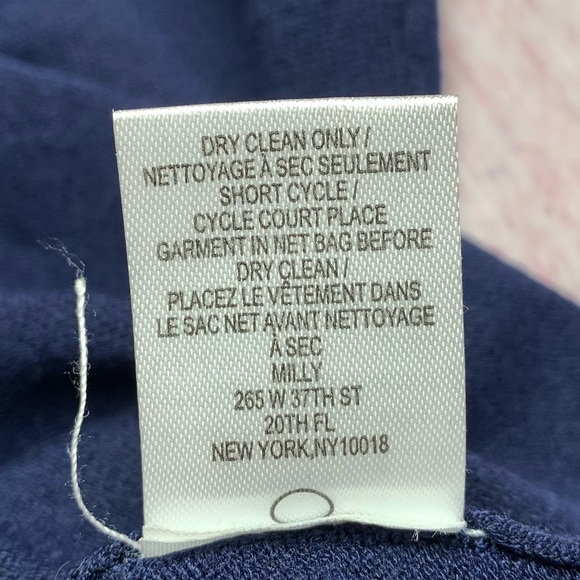 DRY CLEAN ONLY /
NETTOYAGE À SEC SEULEMENT
SHORT CYCLE /
CYCLE COURT PLACE
GARMENT IN NET BAG BEFORE
DRY CLEAN /
PLACEZ LE VÊTEMENT DANS
LE SAC NET AVANT NETTOYAGE
À SEC
MILLY
265 W 37TH ST
20TH FL
NEW YORK,NY10018